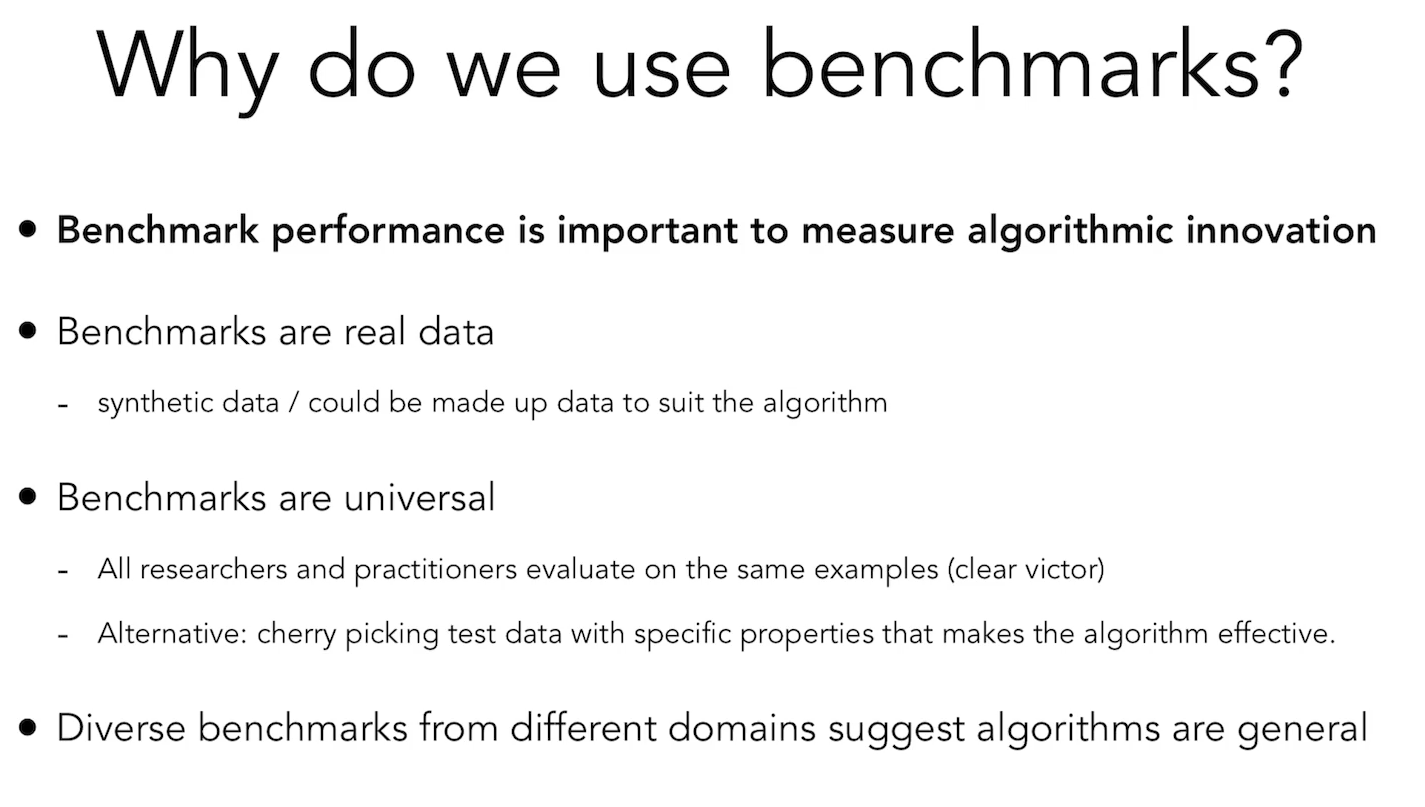 Why do we use benchmarks?
• Benchmark performance is important to measure algorithmic innovation
• Benchmarks are real data
- synthetic data / could be made up data to suit the algorithm
• Benchmarks are universal
- All researchers and practitioners evaluate on the same examples (clear victor)
- Alternative: cherry picking test data with specific properties that makes the algorithm effective.
• Diverse benchmarks from different domains suggest algorithms are general